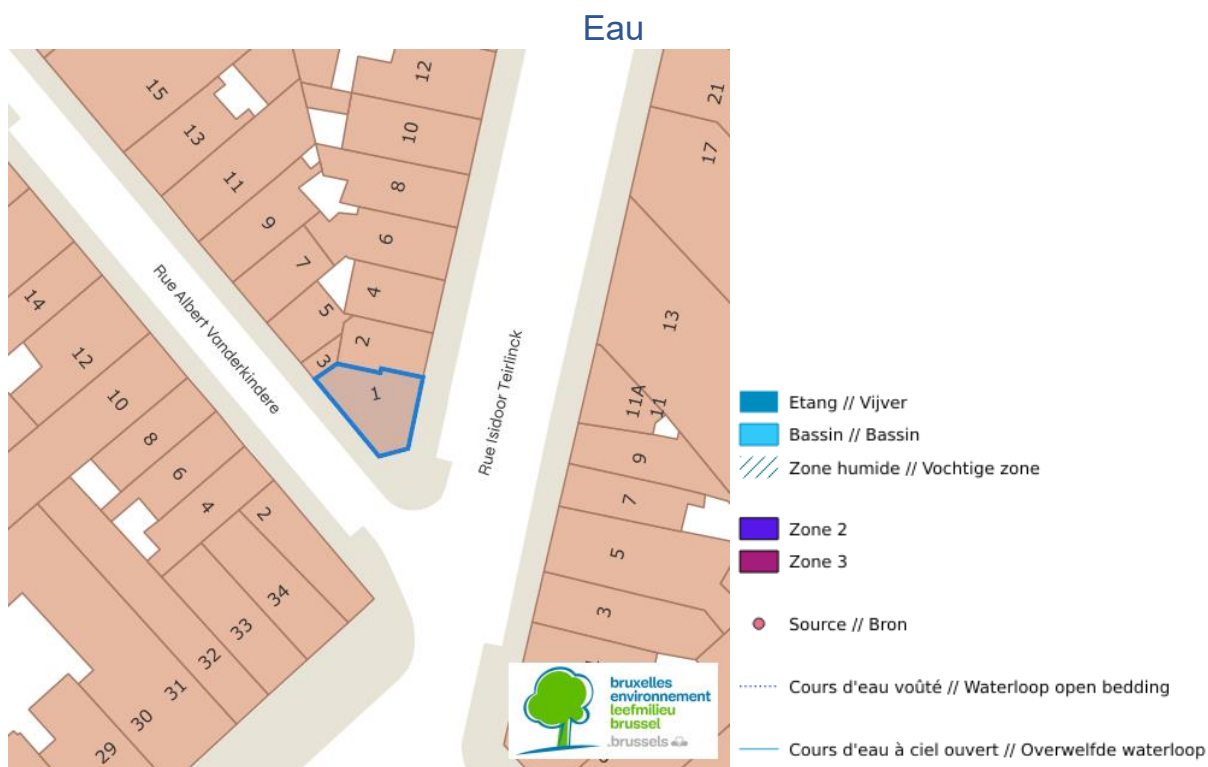 Eau
15
12
21
13
10
17
11
8
9
6
7
4
14
5
13
2
12
3
1
10
11A
11
8
9
6
7
4
2
5
34
3
33
32
31
30
29
Rue Albert Vanderkindere
Rue Isidoor Teirlinck
bruxelles
environnement
leefmilieu
brussel
.brussels
Etang // Vijver
Bassin // Bassin
Zone humide // Vochtige zone
Zone 2
Zone 3
Source // Bron
Cours d'eau voûté // Waterloop open bedding
Cours d'eau à ciel ouvert // Overwelfde waterloop